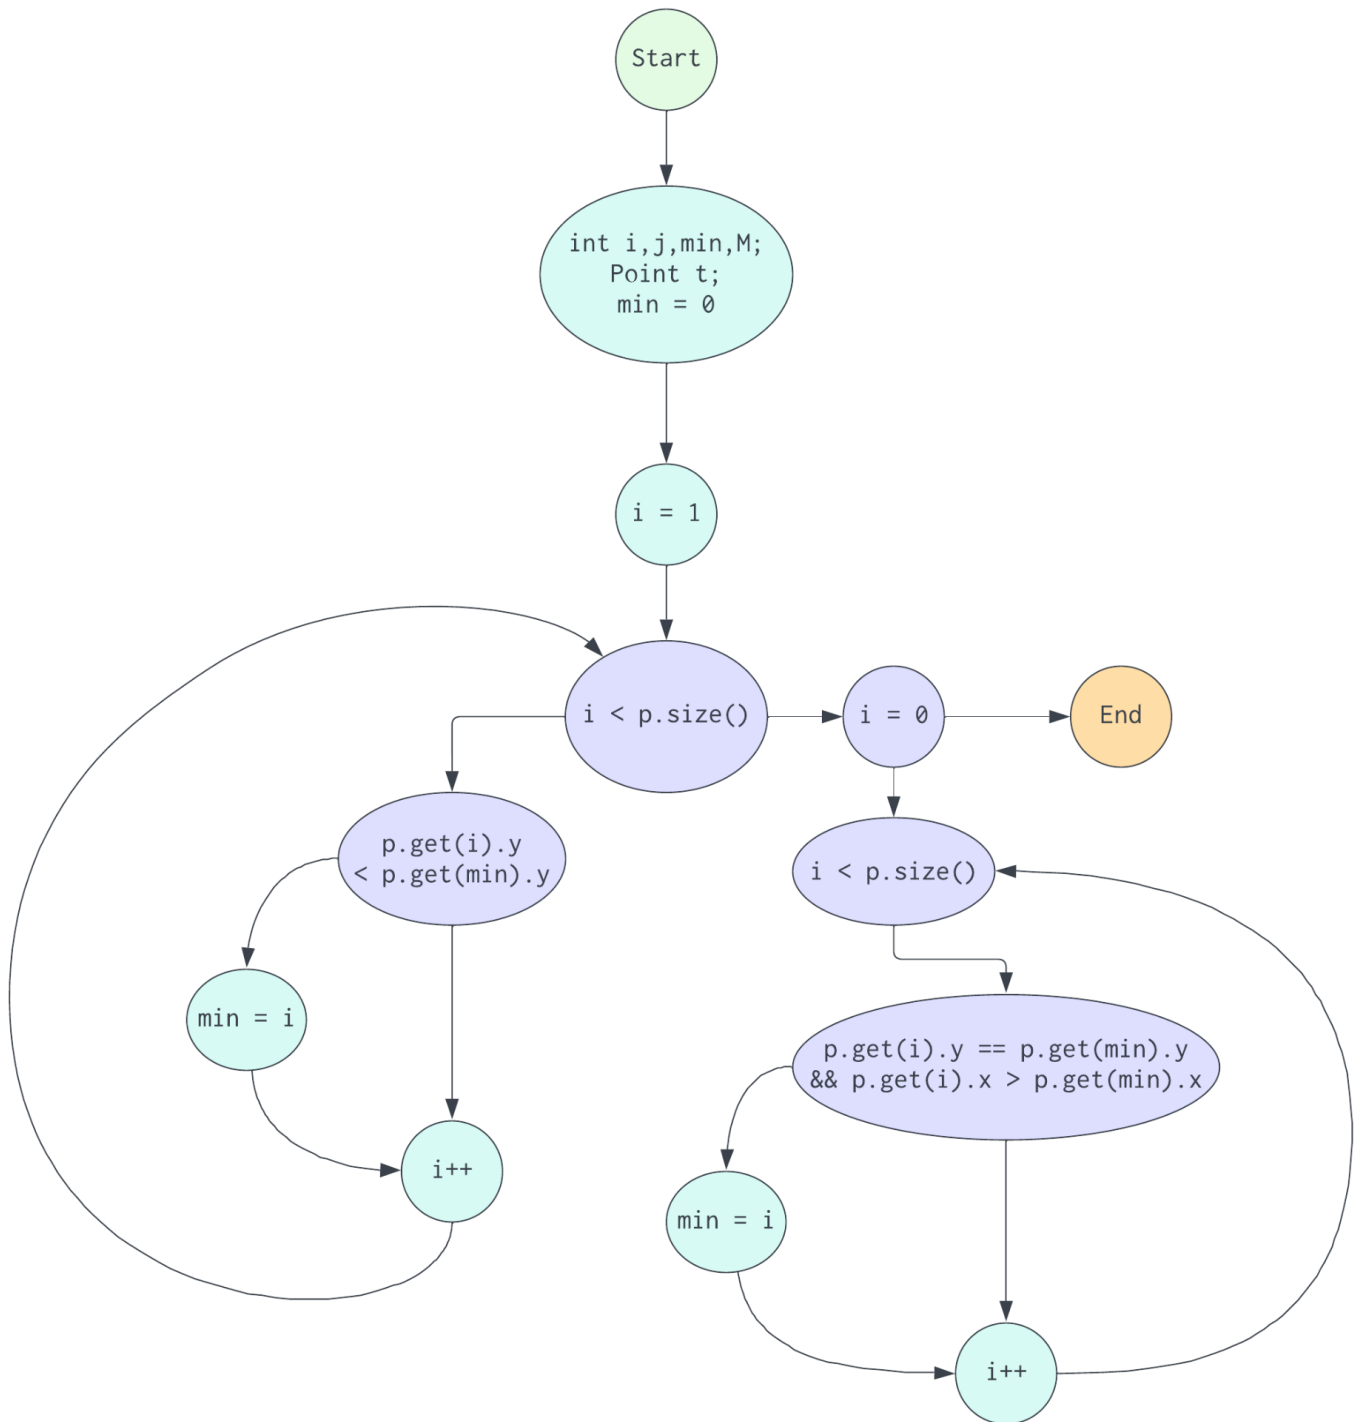 Start
int i,j,min,M;
Point t;
min = 0
i = 1
i < p.size()
i = 0
End
p.get(i).y
< p.get(min).y
i < p.size()
min = i
p.get(i).y == p.get(min).y
&& p.get(i).x > p.get(min).x
i++
min = i
i++